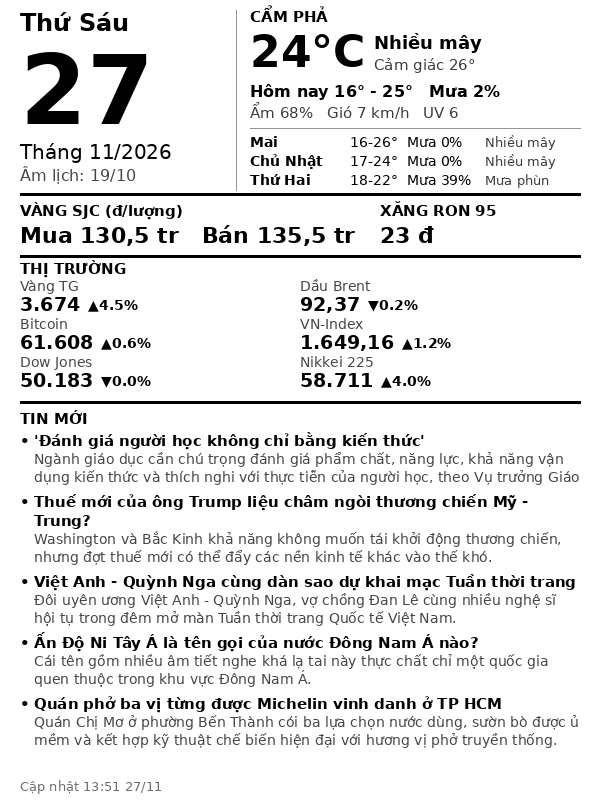 Thứ Sáu
27
Tháng 11/2026
Âm lịch: 19/10
CẨM PHẢ
24°C Nhiều mây
Cảm giác 26°
Hôm nay 16° - 25° Mưa 2%
Ẩm 68% Gió 7 km/h UV 6
Mai 16-26° Mưa 0% Nhiều mây
Chủ Nhật 17-24° Mưa 0% Nhiều mây
Thứ Hai 18-22° Mưa 39% Mưa phùn
VÀNG SJC (đ/lượng) XĂNG RON 95
Mua 130,5 tr Bán 135,5 tr 23 đ
THỊ TRƯỜNG
Vàng TG Dầu Brent
3.674 ▲4.5% 92,37 ▼0.2%
Bitcoin VN-Index
61.608 ▲0.6% 1.649,16 ▲1.2%
Dow Jones Nikkei 225
50.183 ▼0.0% 58.711 ▲4.0%
TIN MỚI
• 'Đánh giá người học không chỉ bằng kiến thức'
Ngành giáo dục cần chú trọng đánh giá phẩm chất, năng lực, khả năng vận
dụng kiến thức và thích nghi với thực tiễn của người học, theo Vụ trưởng Giáo
• Thuế mới của ông Trump liệu châm ngòi thương chiến Mỹ -
Trung?
Washington và Bắc Kinh khả năng không muốn tái khởi động thương chiến,
nhưng đợt thuế mới có thể đẩy các nền kinh tế khác vào thế khó.
• Việt Anh - Quỳnh Nga cùng dàn sao dự khai mạc Tuần thời trang
Đôi uyên ương Việt Anh - Quỳnh Nga, vợ chồng Đan Lê cùng nhiều nghệ sĩ
hội tụ trong đêm mở màn Tuần thời trang Quốc tế Việt Nam.
• Ấn Độ Ni Tây Á là tên gọi của nước Đông Nam Á nào?
Cái tên gồm nhiều âm tiết nghe khá lạ tai này thực chất chỉ một quốc gia
quen thuộc trong khu vực Đông Nam Á.
• Quán phở ba vị từng được Michelin vinh danh ở TP HCM
Quán Chị Mơ ở phường Bến Thành cói ba lựa chọn nước dùng, sườn bò được ủ
mềm và kết hợp kỹ thuật chế biến hiện đại với hương vị phở truyền thống.
Cập nhật 13:51 27/11